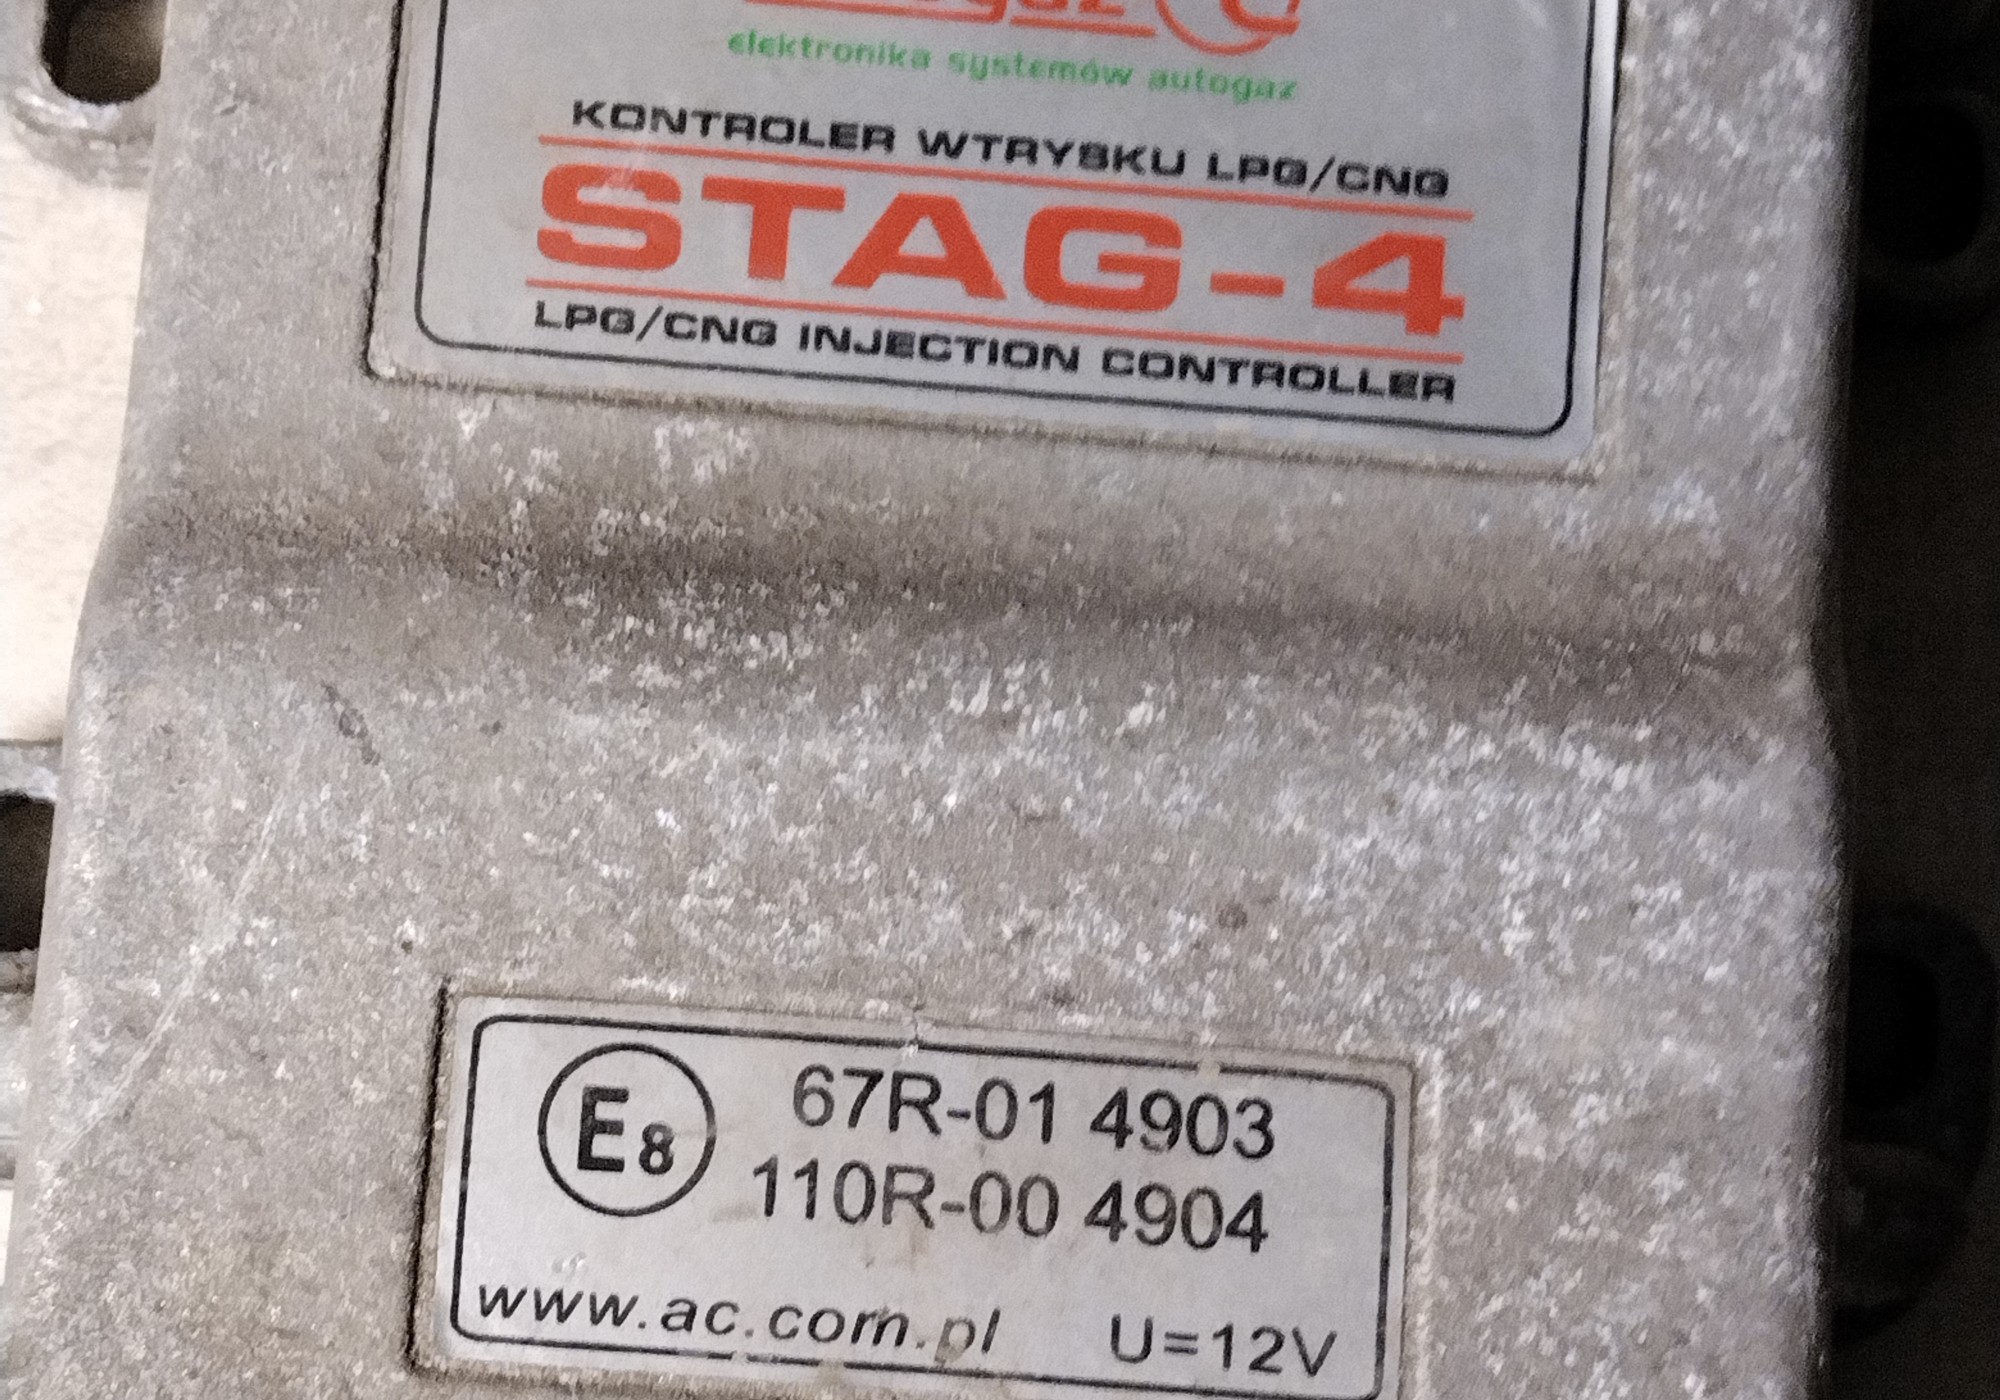 elektronika systemów autogaz
KONTROLER WTRYSKU LPG/CNG
STAG-4
LPG/CNG INJECTION CONTROLLER
E8 67R-01 4903
110R-00 4904
www.ac.com.pl U=12V